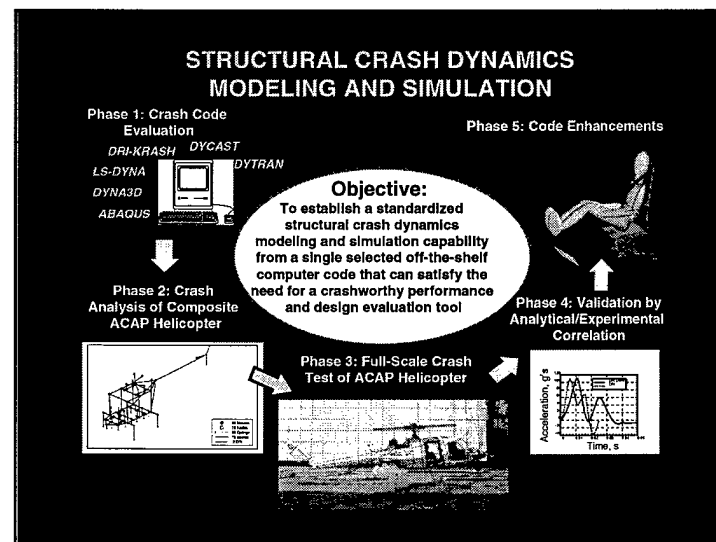 STRUCTURAL CRASH DYNAMICS
MODELING AND SIMULATION
Phase 1: Crash Code
Evaluation
DRI-KRASH
DYCAST
LS-DYNA
DYTRAN
DYNA3D
ABAQUS
Phase 5: Code Enhancements
Objective:
To establish a standardized
structural crash dynamics
modeling and simulation capability
from a single selected off-the-shelf
computer code that can satisfy the
need for a crashworthy performance
and design evaluation tool
Phase 2: Crash
Analysis of Composite
ACAP Helicopter
Phase 3: Full-Scale Crash
Test of ACAP Helicopter
Phase 4: Validation by
Analytical/Experimental
Correlation
Acceleration, g's
Time, s